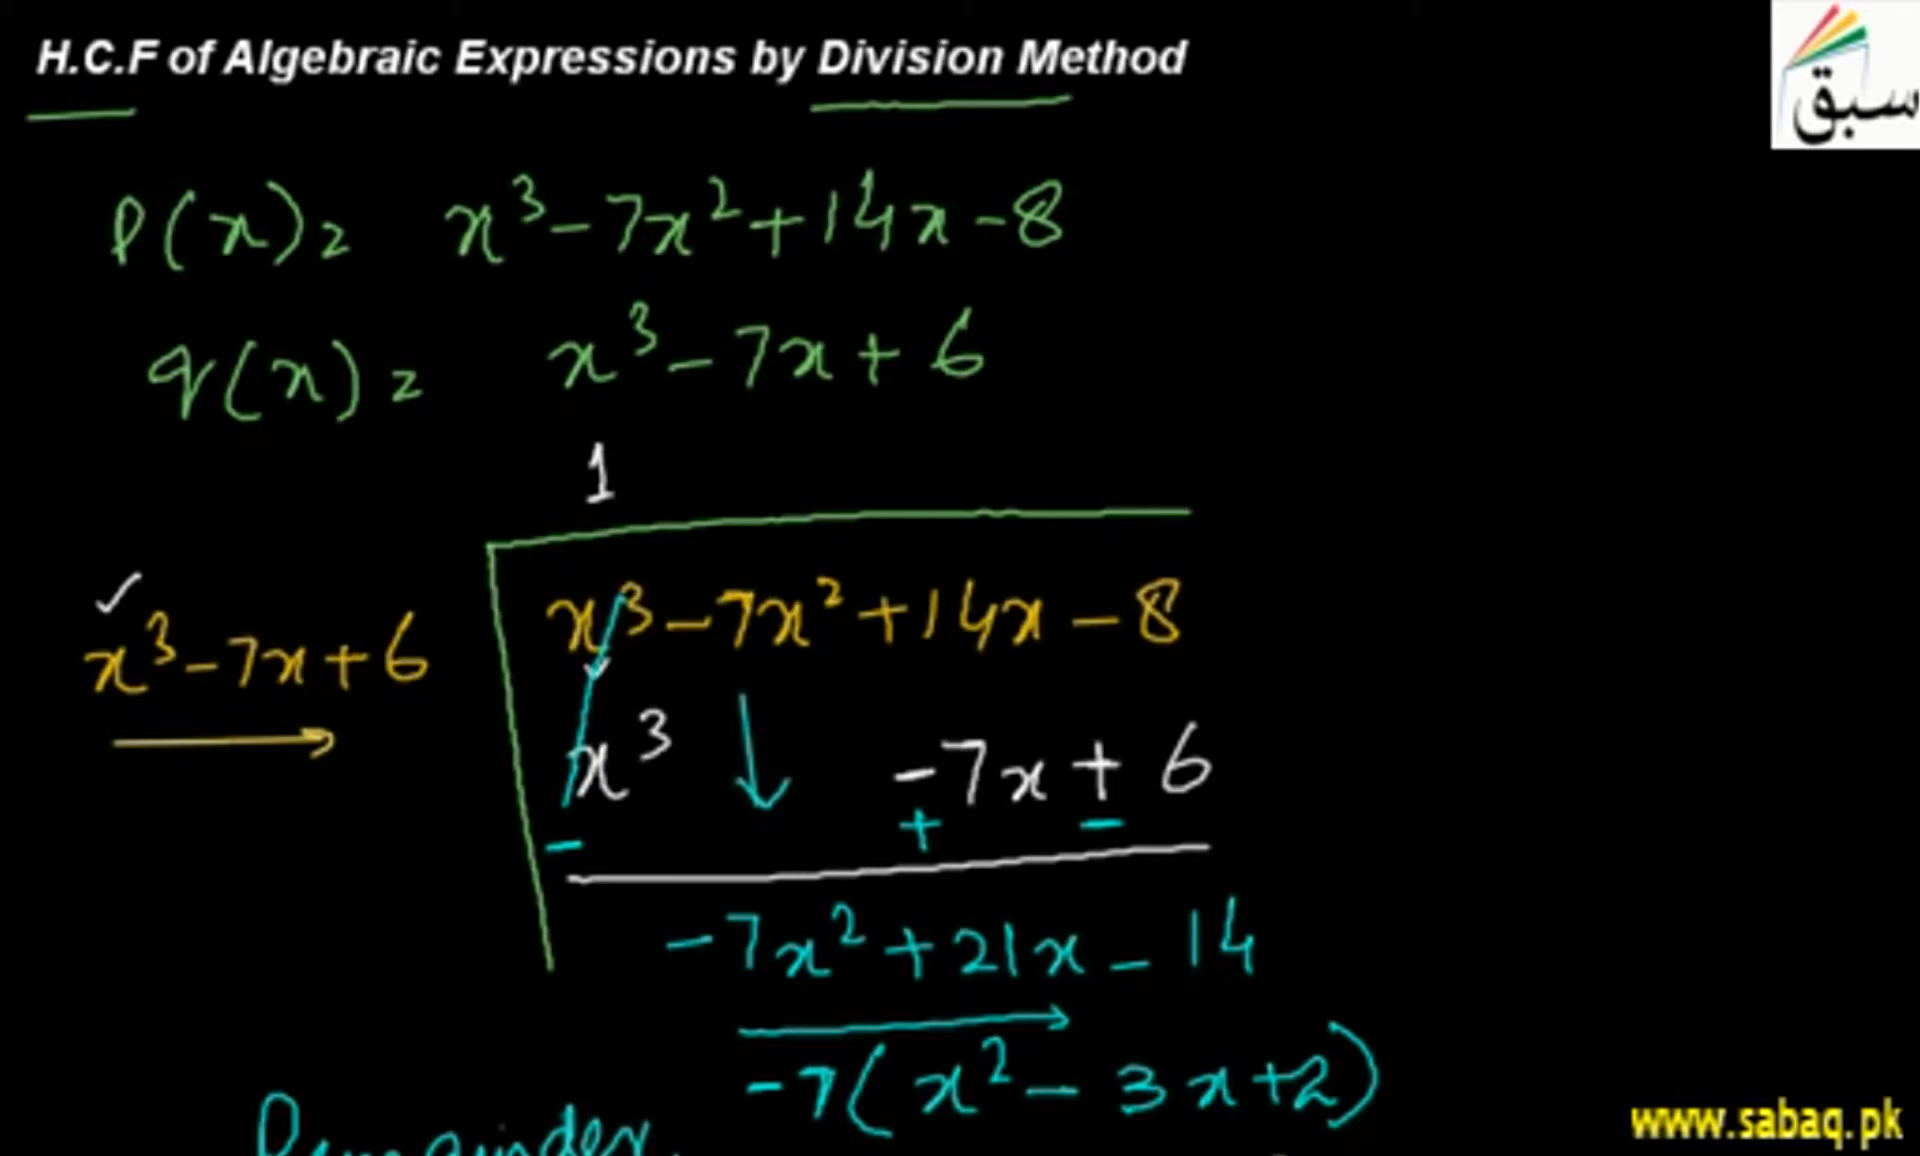 H.C.F of Algebraic Expressions by Division Method
سبق
P(x)= x³-7x²+14x-8
q(x)= x³-7x+6
1
x³-7x+6
x³-7x²+14x-8
x³ -7x+6
- + -
-7x²+21x-14
-7(x²-3x+2)
Remainder
www.sabaq.pk